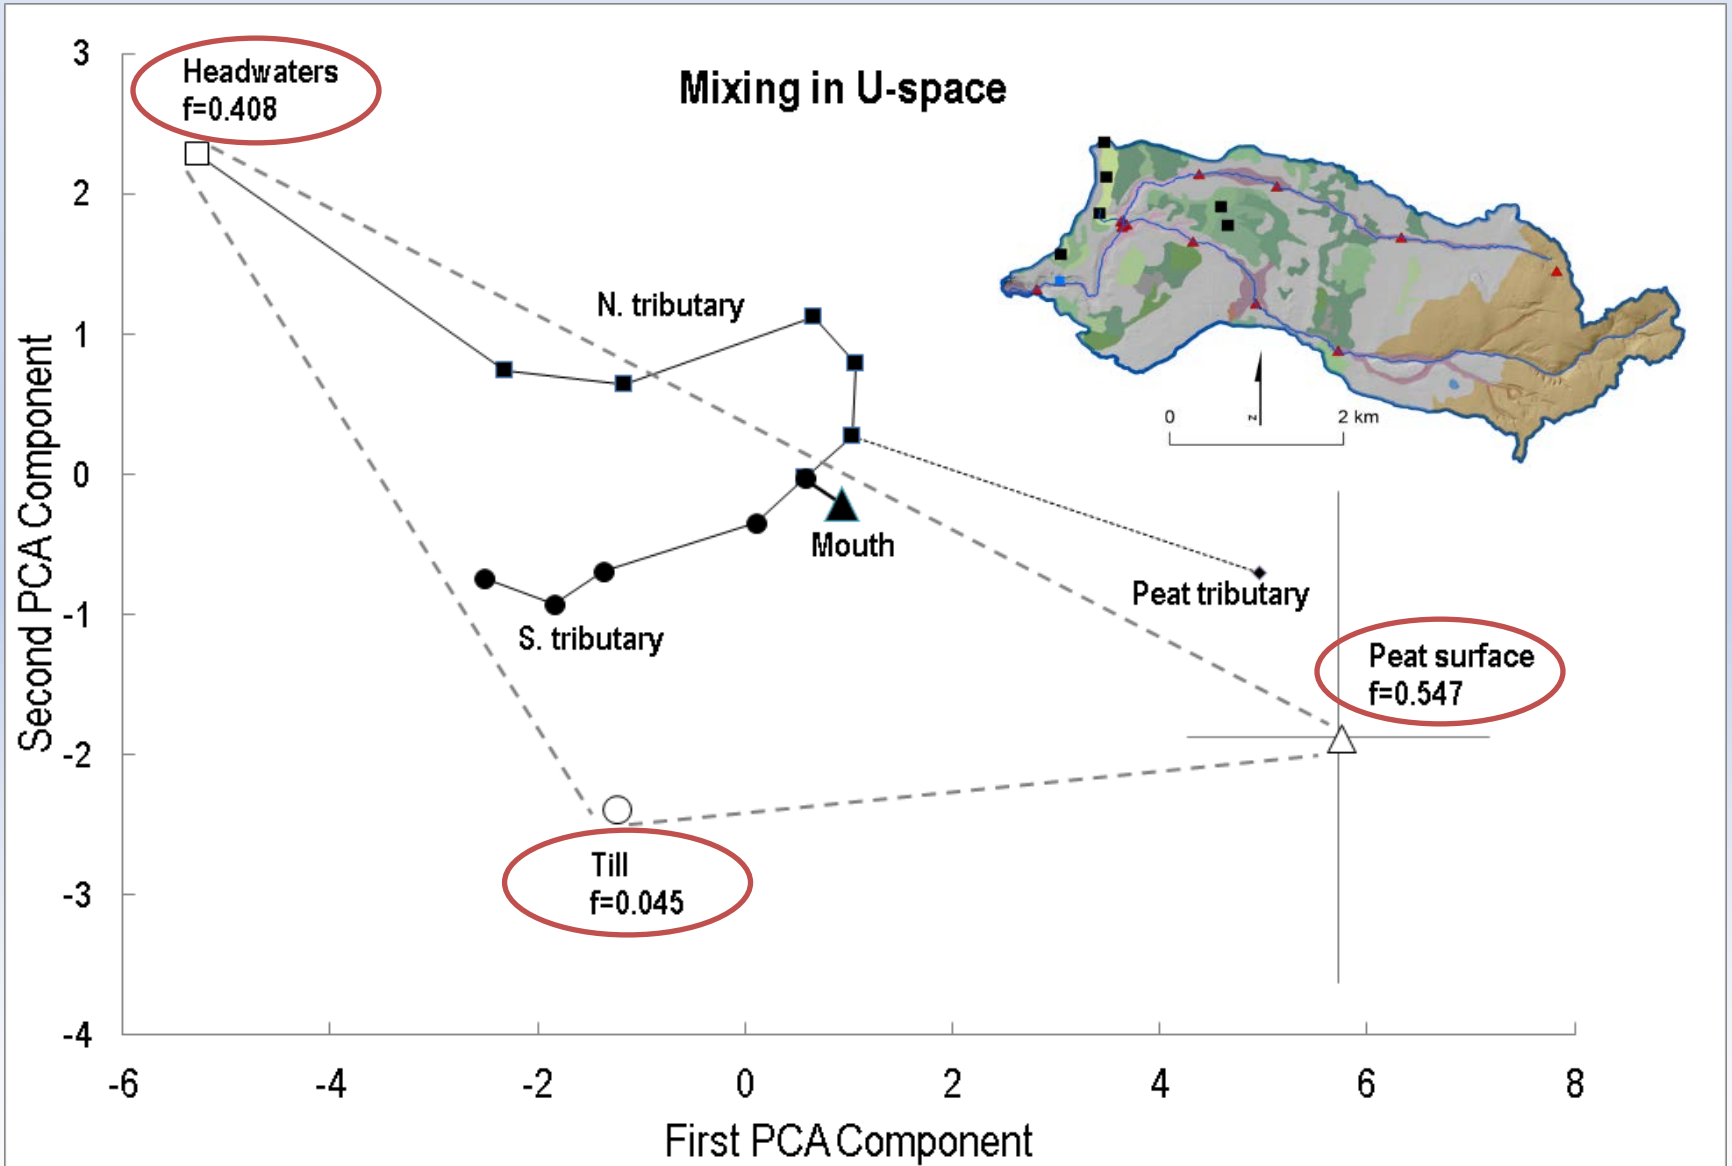 Mixing in U-space
Headwaters
f=0.408
N. tributary
Mouth
S. tributary
Peat tributary
Peat surface
f=0.547
Till
f=0.045
0
2 km
z
Second PCA Component
3
2
1
0
-1
-2
-3
-4
-6
-4
-2
0
2
4
6
8
First PCA Component